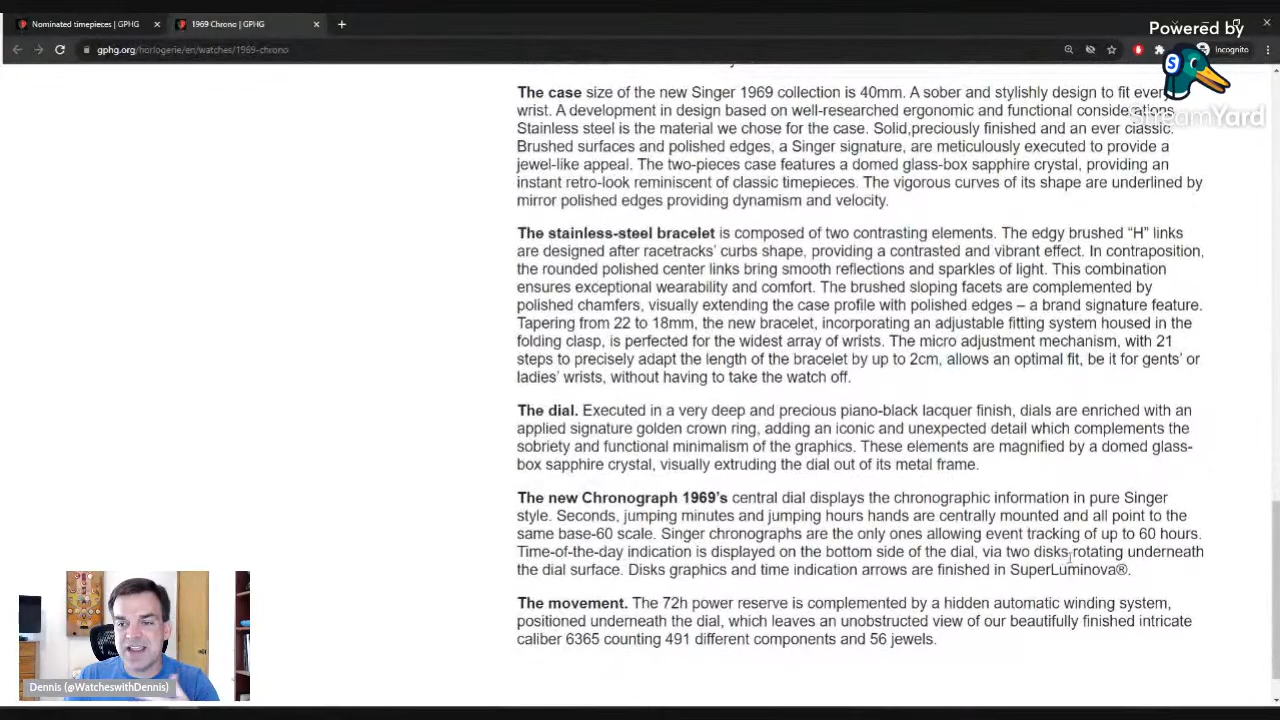 Nominated timepieces | GPHG
1969 Chrono | GPHG
Powered by
gphg.org/horlogerie/en/watches/1969-chrono
Incognito
StreamYard
The case size of the new Singer 1969 collection is 40mm. A sober and stylishly design to fit every
wrist. A development in design based on well-researched ergonomic and functional considerations.
Stainless steel is the material we chose for the case. Solid,preciously finished and an ever classic.
Brushed surfaces and polished edges, a Singer signature, are meticulously executed to provide a
jewel-like appeal. The two-pieces case features a domed glass-box sapphire crystal, providing an
instant retro-look reminiscent of classic timepieces. The vigorous curves of its shape are underlined by
mirror polished edges providing dynamism and velocity.
The stainless-steel bracelet is composed of two contrasting elements. The edgy brushed “H” links
are designed after racetracks’ curbs shape, providing a contrasted and vibrant effect. In contraposition,
the rounded polished center links bring smooth reflections and sparkles of light. This combination
ensures exceptional wearability and comfort. The brushed sloping facets are complemented by
polished chamfers, visually extending the case profile with polished edges – a brand signature feature.
Tapering from 22 to 18mm, the new bracelet, incorporating an adjustable fitting system housed in the
folding clasp, is perfected for the widest array of wrists. The micro adjustment mechanism, with 21
steps to precisely adapt the length of the bracelet by up to 2cm, allows an optimal fit, be it for gents’ or
ladies’ wrists, without having to take the watch off.
The dial. Executed in a very deep and precious piano-black lacquer finish, dials are enriched with an
applied signature golden crown ring, adding an iconic and unexpected detail which complements the
sobriety and functional minimalism of the graphics. These elements are magnified by a domed glass-
box sapphire crystal, visually extruding the dial out of its metal frame.
The new Chronograph 1969’s central dial displays the chronographic information in pure Singer
style. Seconds, jumping minutes and jumping hours hands are centrally mounted and all point to the
same base-60 scale. Singer chronographs are the only ones allowing event tracking of up to 60 hours.
Time-of-the-day indication is displayed on the bottom side of the dial, via two disks rotating underneath
the dial surface. Disks graphics and time indication arrows are finished in SuperLuminova®.
The movement. The 72h power reserve is complemented by a hidden automatic winding system,
positioned underneath the dial, which leaves an unobstructed view of our beautifully finished intricate
caliber 6365 counting 491 different components and 56 jewels.
Dennis (@WatcheswithDennis)